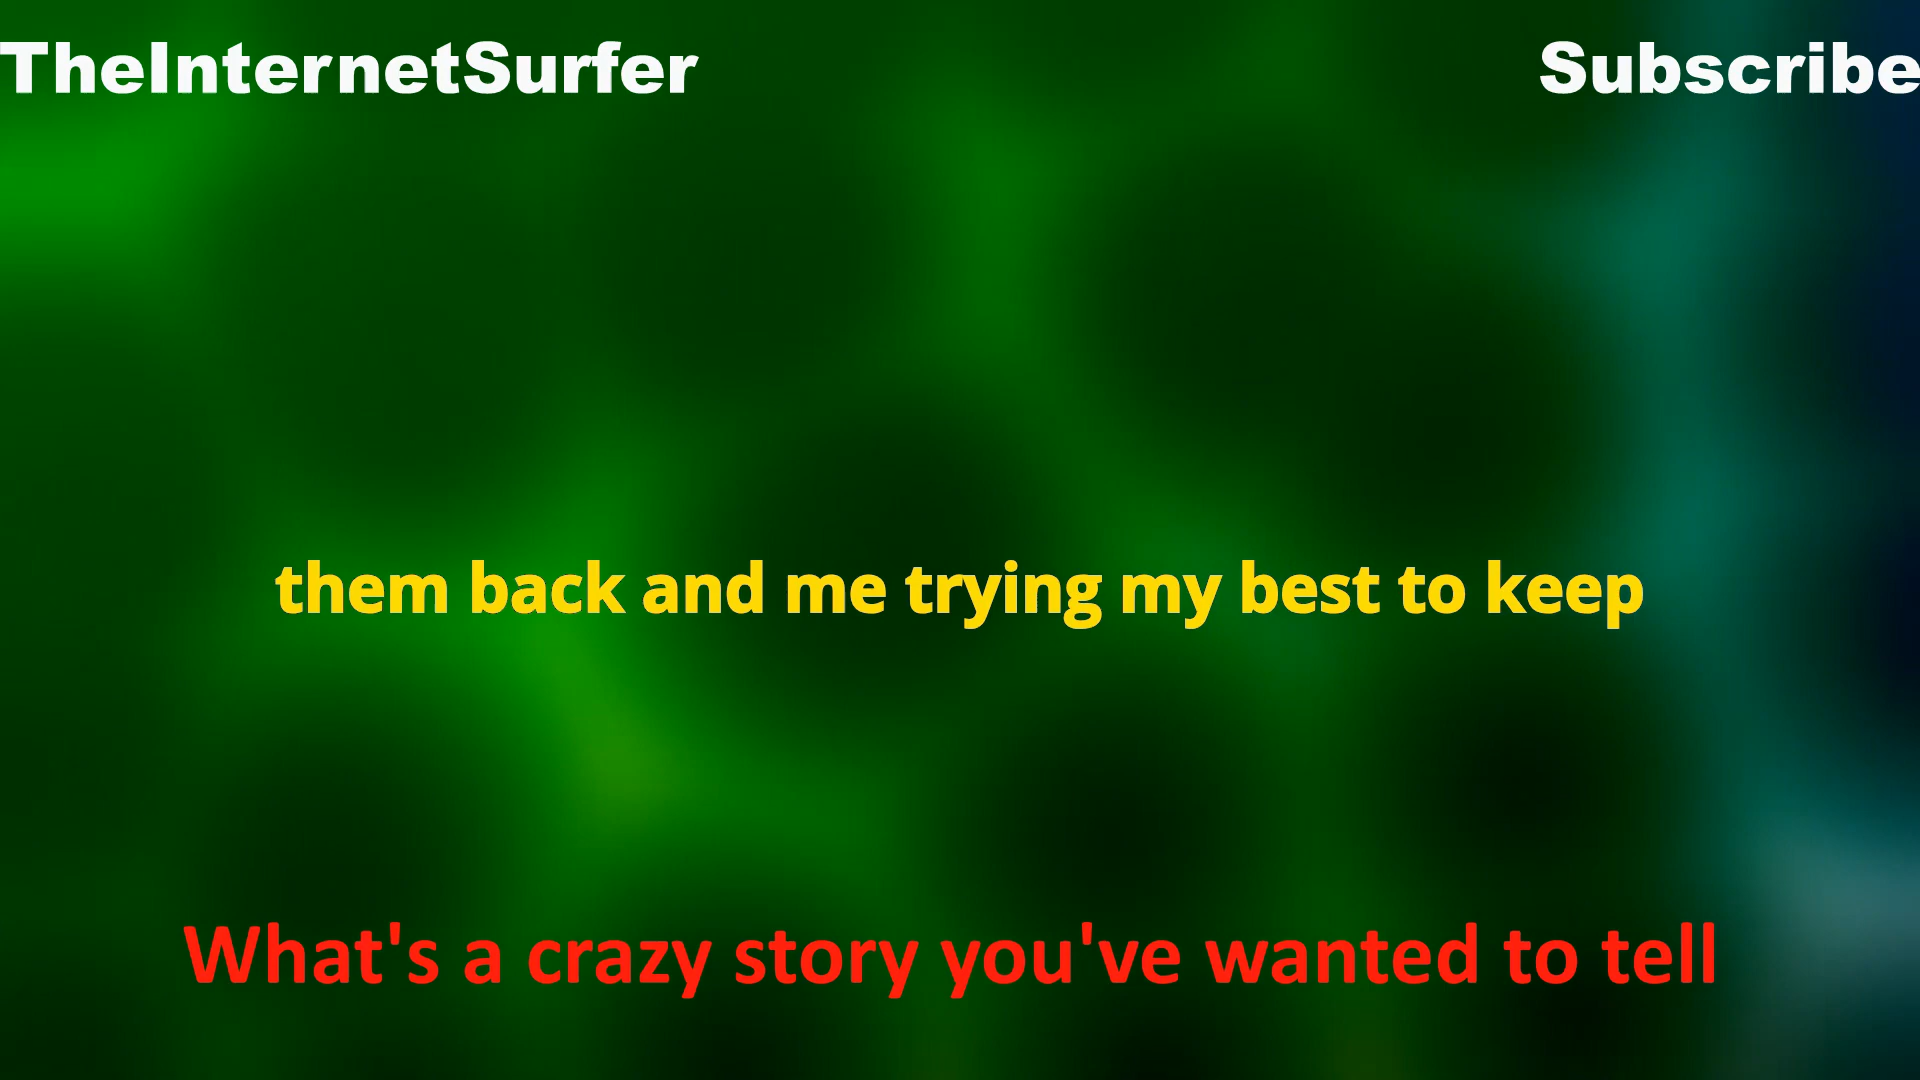 TheInternetSurfer
Subscribe
them back and me trying my best to keep
What's a crazy story you've wanted to tell